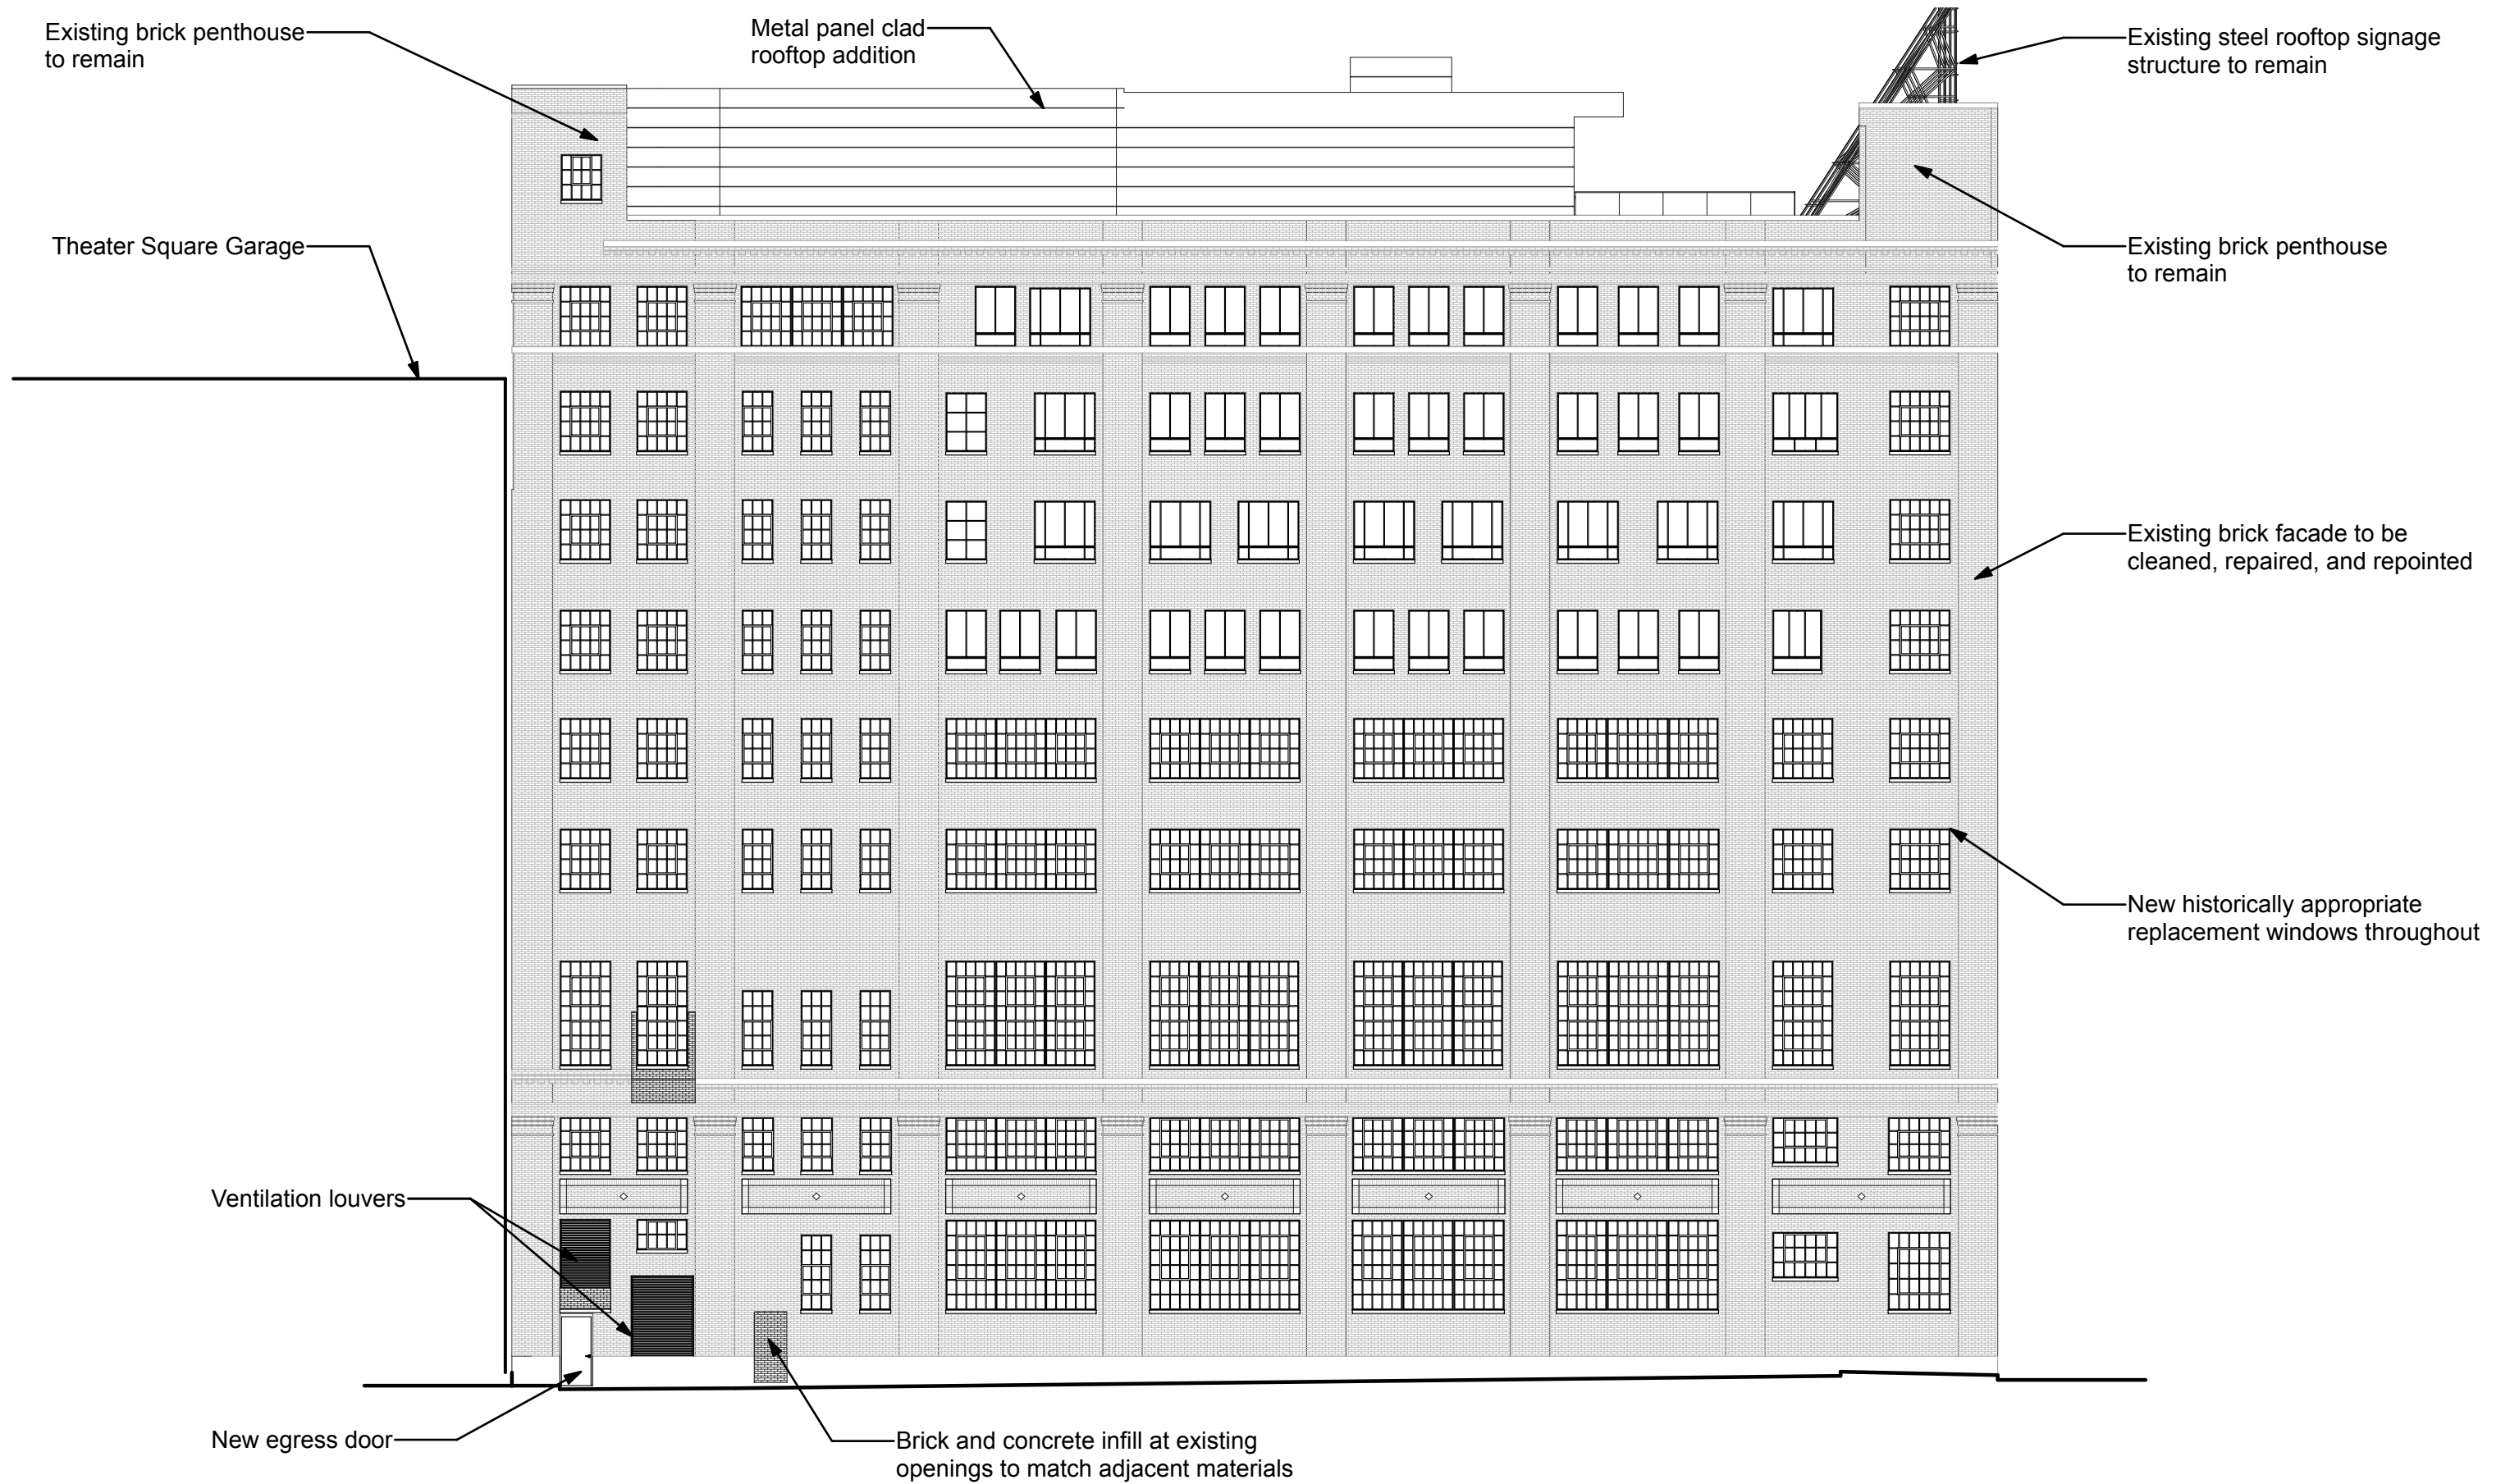 Existing brick penthouse
to remain
Metal panel clad
rooftop addition
Existing steel rooftop signage
structure to remain
Theater Square Garage
Existing brick penthouse
to remain
Existing brick facade to be
cleaned, repaired, and repointed
New historically appropriate
replacement windows throughout
Ventilation louvers
New egress door
Brick and concrete infill at existing
openings to match adjacent materials